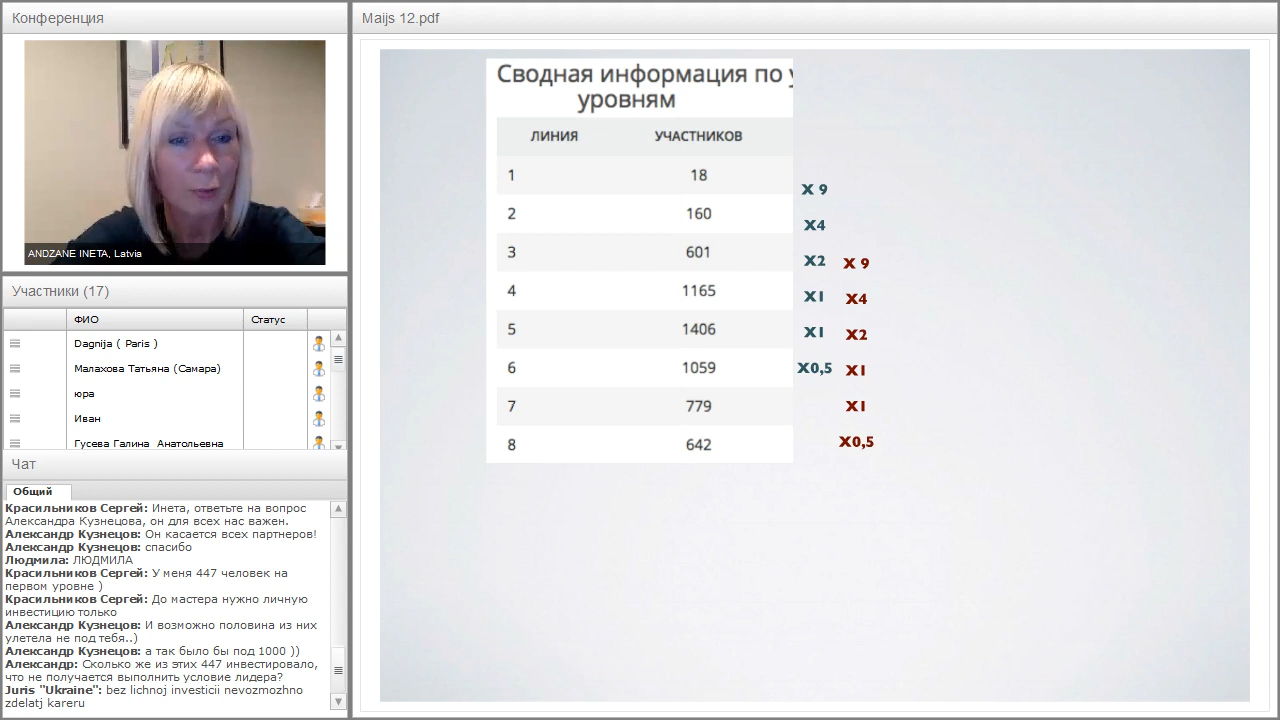 Конференция
ANDZANE INETA, Latvia
Участники (17)
ФИО Статус
Dagnija ( Paris )
Малахова Татьяна (Самара)
юра
Иван
Гусева Галина Анатольевна
Чат
Общий
Красильников Сергей: Инета, ответьте на вопрос
Александра Кузнецова, он для всех нас важен.
Александр Кузнецов: Он касается всех партнеров!
Александр Кузнецов: спасибо
Людмила: ЛЮДМИЛА
Красильников Сергей: У меня 447 человек на
первом уровне )
Красильников Сергей: До мастера нужно личную
инвестицию только
Александр Кузнецов: И возможно половина из них
улетела не под тебя..)
Александр Кузнецов: а так было бы под 1000 ))
Александр: Сколько же из этих 447 инвестировало,
что не получается выполнить условие лидера?
Juris "Ukraine": bez lichnoj investicii nevozmozhno
zdelatj kareru
Maijs 12.pdf
Сводная информация по у
уровням
ЛИНИЯ УЧАСТНИКОВ
1 18
2 160
3 601
4 1165
5 1406
6 1059
7 779
8 642
X 9
X4
X2 X 9
X1 X4
X1 X2
X0,5 X1
X1
X0,5